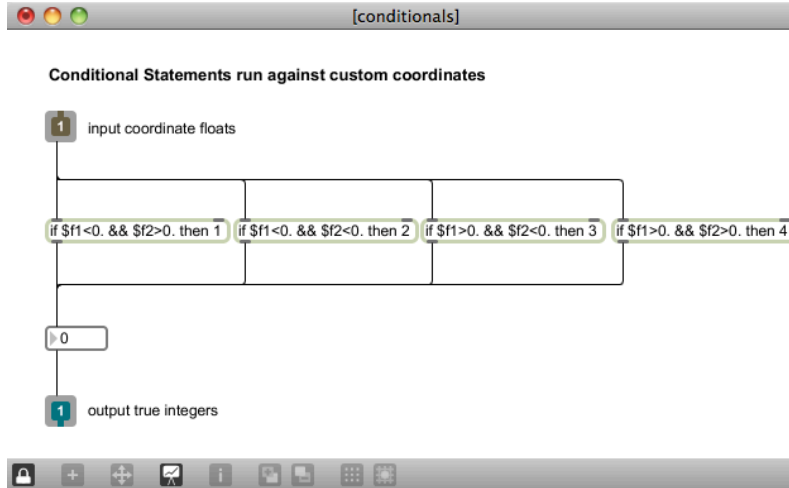 [conditionals]
Conditional Statements run against custom coordinates
1 input coordinate floats
if $f1<0. && $f2>0. then 1 if $f1<0. && $f2<0. then 2 if $f1>0. && $f2<0. then 3 if $f1>0. && $f2>0. then 4
0
1 output true integers